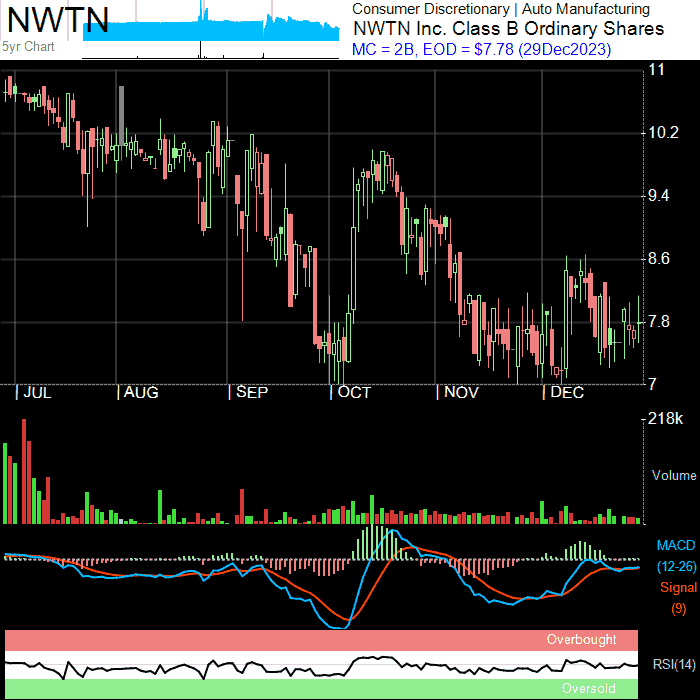 NWTN
5yr Chart
Consumer Discretionary | Auto Manufacturing
NWTN Inc. Class B Ordinary Shares
MC = 2B, EOD = $7.78 (29Dec2023)
11
10.2
9.4
8.6
7.8
7
JUL AUG SEP OCT NOV DEC
218k
Volume
MACD
(12-26)
Signal
(9)
Overbought
RSI(14)
Oversold